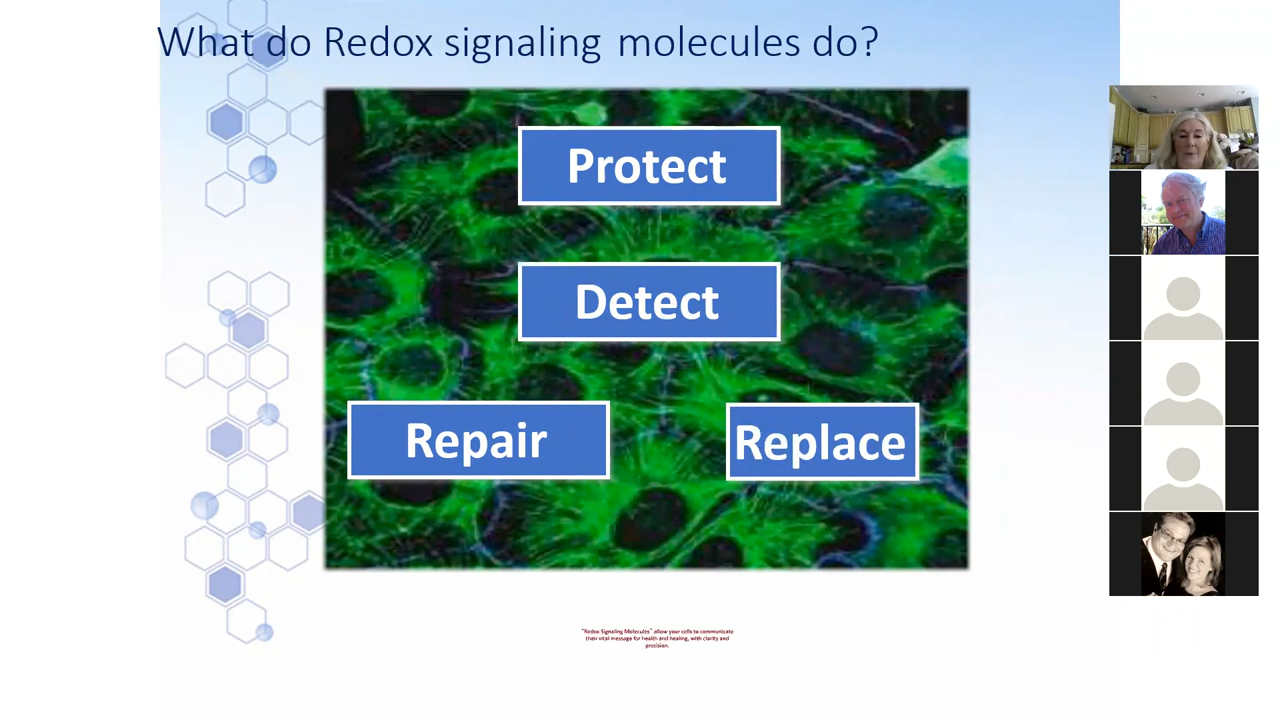 What do Redox signaling molecules do?
Protect
Detect
Repair
Replace
"Redox Signaling Molecules" allow your cells to communicate
their vital message for health and healing, with clarity and
precision.